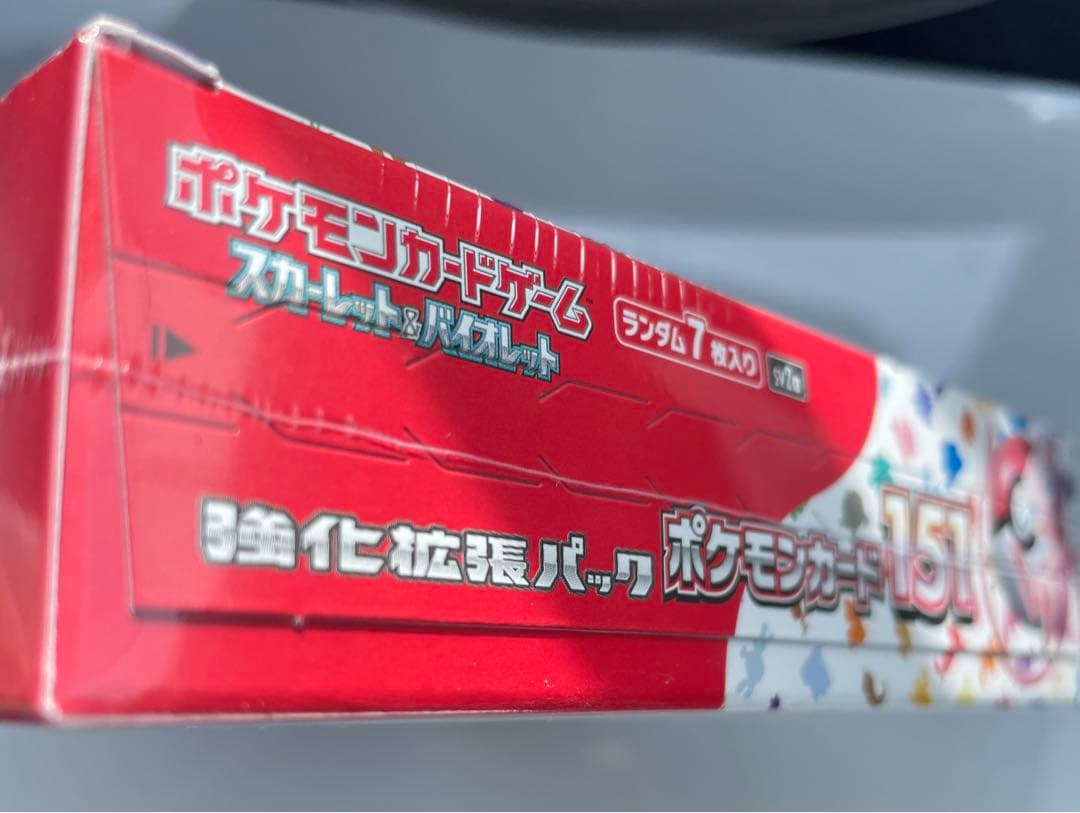 ポケモンカードゲーム
スカーレット&バイオレット
ランダム7枚入り
強化拡張パック ポケモンカード151